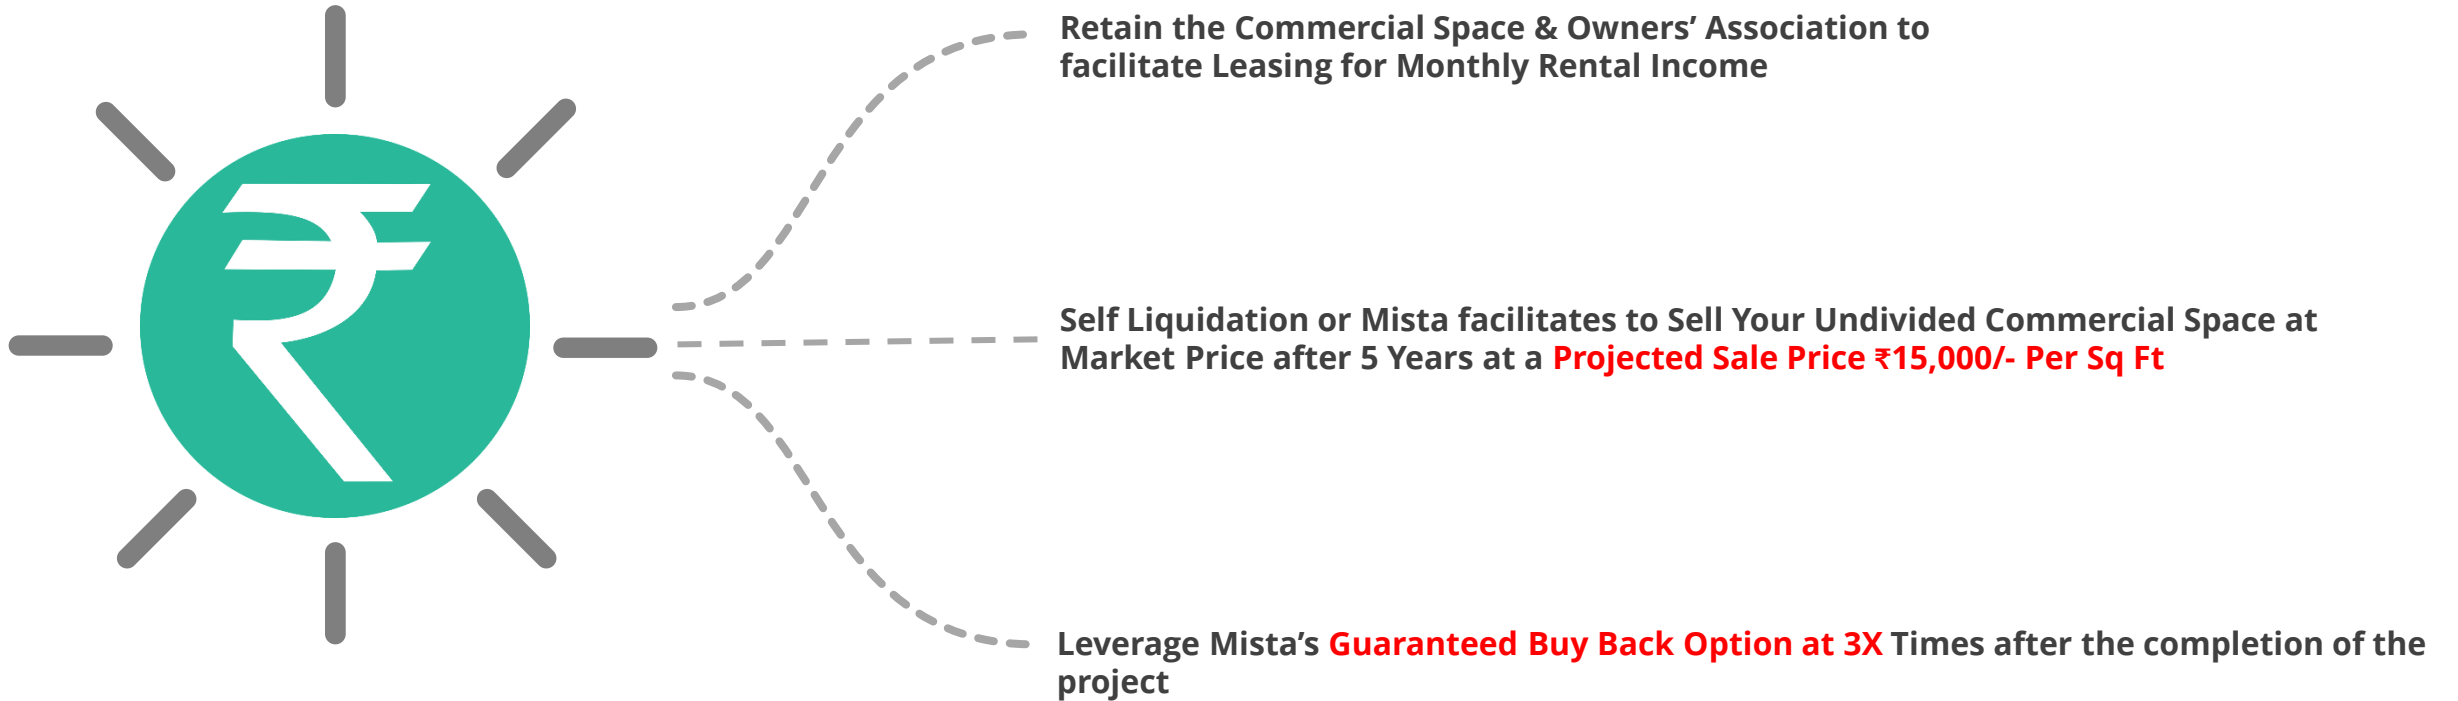 Retain the Commercial Space & Owners’ Association to
facilitate Leasing for Monthly Rental Income
Self Liquidation or Mista facilitates to Sell Your Undivided Commercial Space at
Market Price after 5 Years at a Projected Sale Price ₹15,000/- Per Sq Ft
Leverage Mista’s Guaranteed Buy Back Option at 3X Times after the completion of the
project